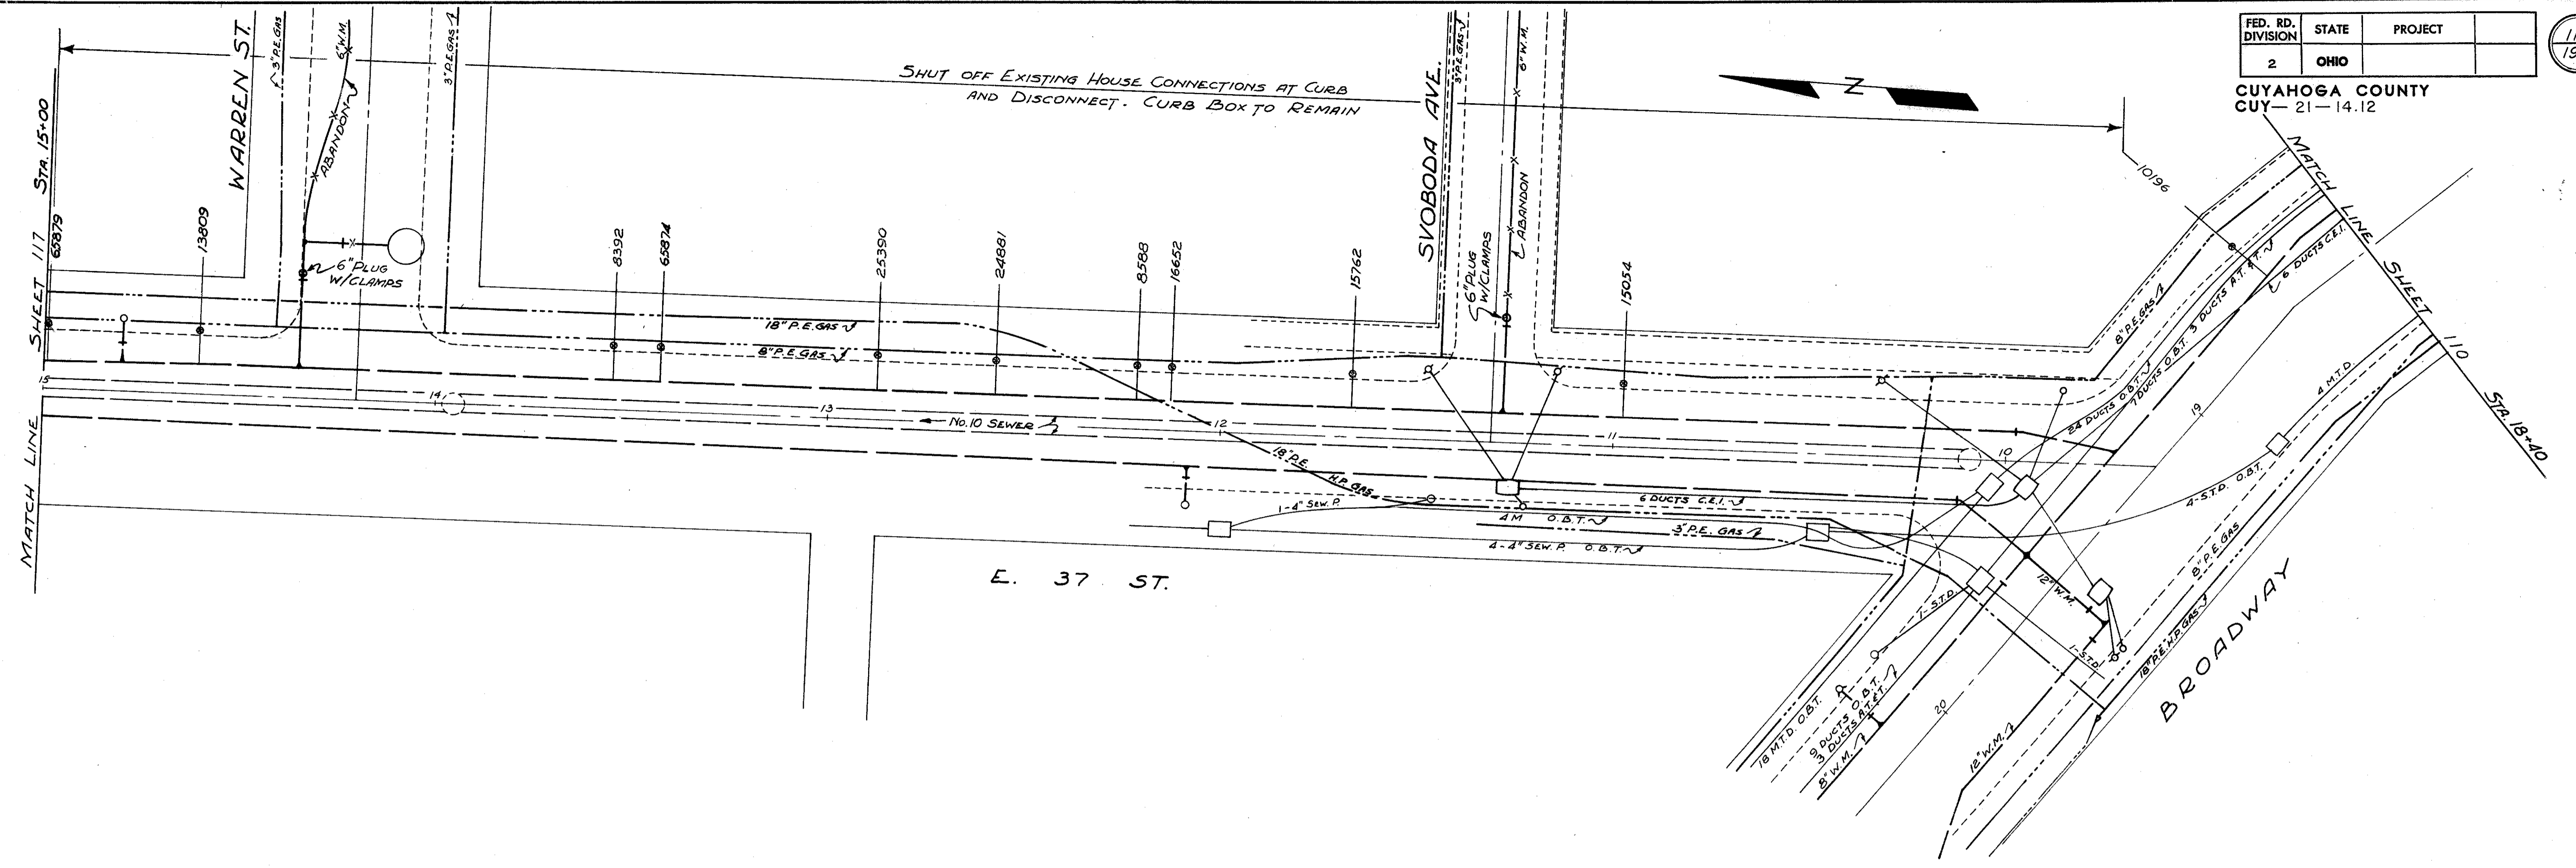 FED. RD. DIVISION STATE PROJECT
2 OHIO
CUYAHOGA COUNTY
CUY— 21—14.12
SHUT OFF EXISTING HOUSE CONNECTIONS AT CURB
AND DISCONNECT. CURB BOX TO REMAIN
N
MATCH LINE SHEET 117 STA. 15+00
WARREN ST.
3" P.E. GAS
6" W.M.
ABANDON
3" P.E. GAS
6" PLUG
W/CLAMPS
65879
13809
8392
65874
25390
24881
8588
16652
15762
15054
10196
SVOBODA AVE.
3" P.E. GAS
6" W.M.
ABANDON
6" PLUG
W/CLAMPS
18" P.E. GAS
8" P.E. GAS
15
14
13
12
11
10
No. 10 SEWER
18" P.E. H.P. GAS
1-4" SEW. P.
6 DUCTS C.E.I.
4 M O.B.T.
3" P.E. GAS
4-4" SEW. P. O.B.T.
E. 37 ST.
MATCH LINE SHEET 110 STA. 18+40
8" P.E. GAS
3 DUCTS A.T. & T.
6 DUCTS C.E.I.
24 DUCTS O.B.T.
7 DUCTS O.B.T.
19
4 M.T.D.
4-S.T.D. O.B.T.
8" P.E. GAS
12" W.M.
1-S.T.D.
1-S.T.D.
18" P.E. H.P. GAS
BROADWAY
18 M.T.D. O.B.T.
9 DUCTS O.B.T.
3 DUCTS A.T. & T.
8" W.M.
20
12" W.M.